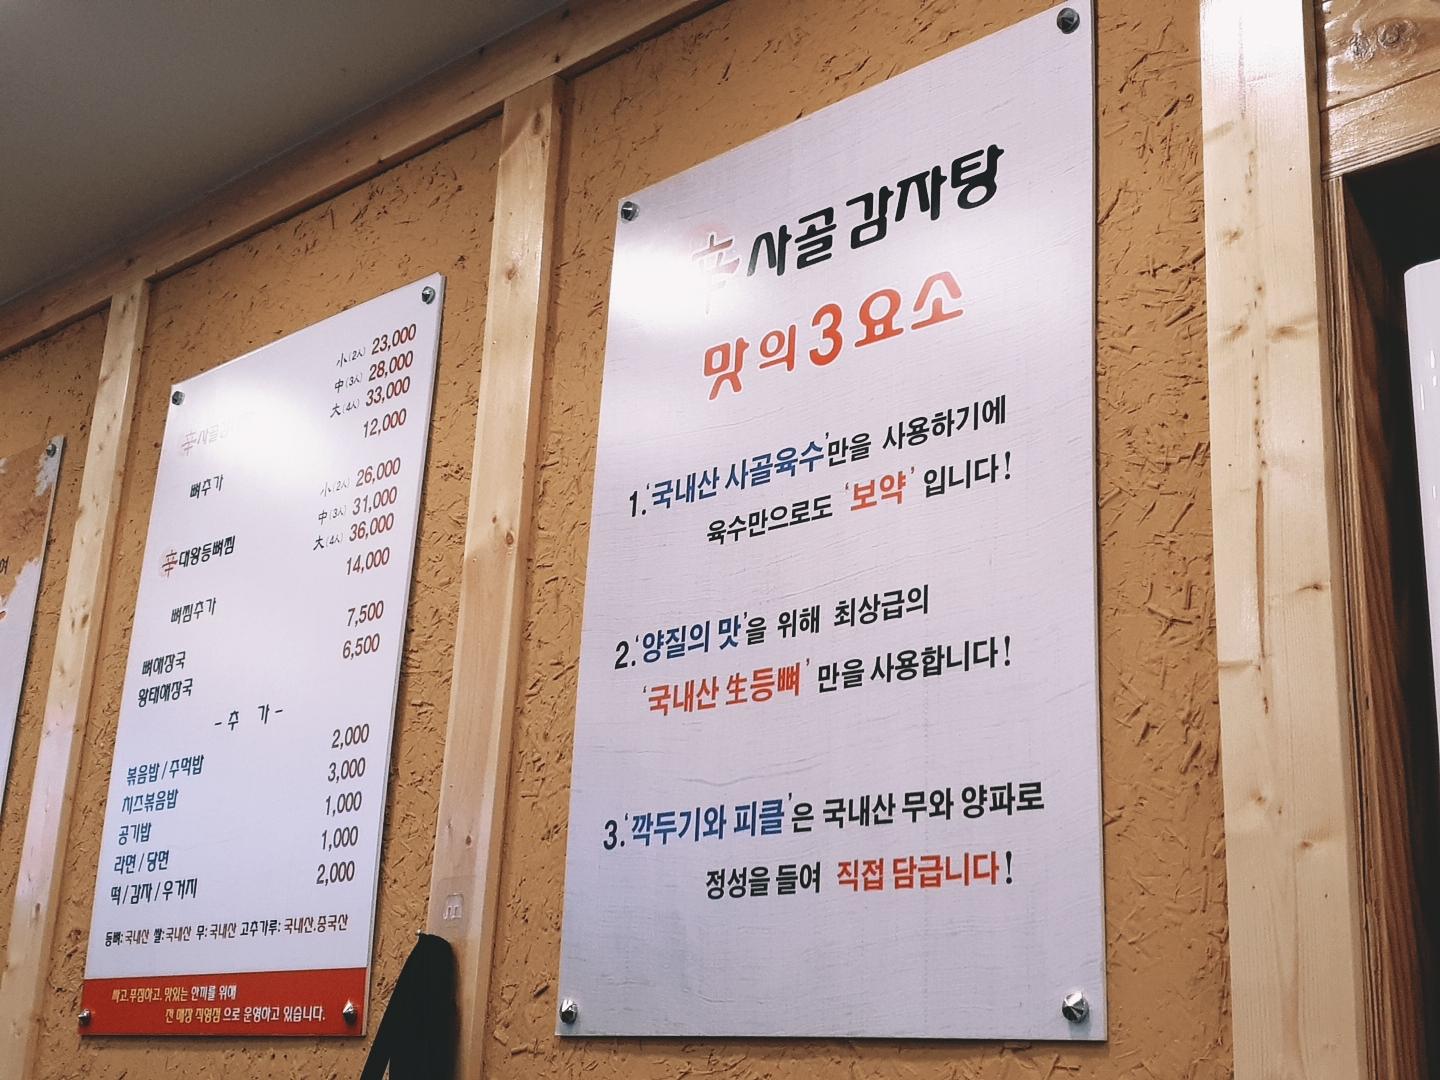 小(2人) 23,000
中(3人) 28,000
辛사골 大(4人) 33,000
뼈추가 12,000
小(2人) 26,000
中(3人) 31,000
辛대왕등뼈찜 大(4人) 36,000
뼈찜추가 14,000
뼈해장국 7,500
황태해장국 6,500
- 추 가 -
볶음밥 / 주먹밥 2,000
치즈볶음밥 3,000
공기밥 1,000
라면 / 당면 1,000
떡 / 감자 / 우거지 2,000
등뼈: 국내산 쌀: 국내산 무: 국내산 고추가루: 국내산.중국산
싸고, 푸짐하고, 맛있는 한끼를 위해
전 매장 직영점으로 운영하고 있습니다.
辛사골감자탕
맛의 3요소
1. '국내산 사골육수'만을 사용하기에
육수만으로도 '보약' 입니다!
2. '양질의 맛'을 위해 최상급의
'국내산 生등뼈' 만을 사용합니다!
3. '깍두기와 피클'은 국내산 무와 양파로
정성을 들여 직접 담급니다!